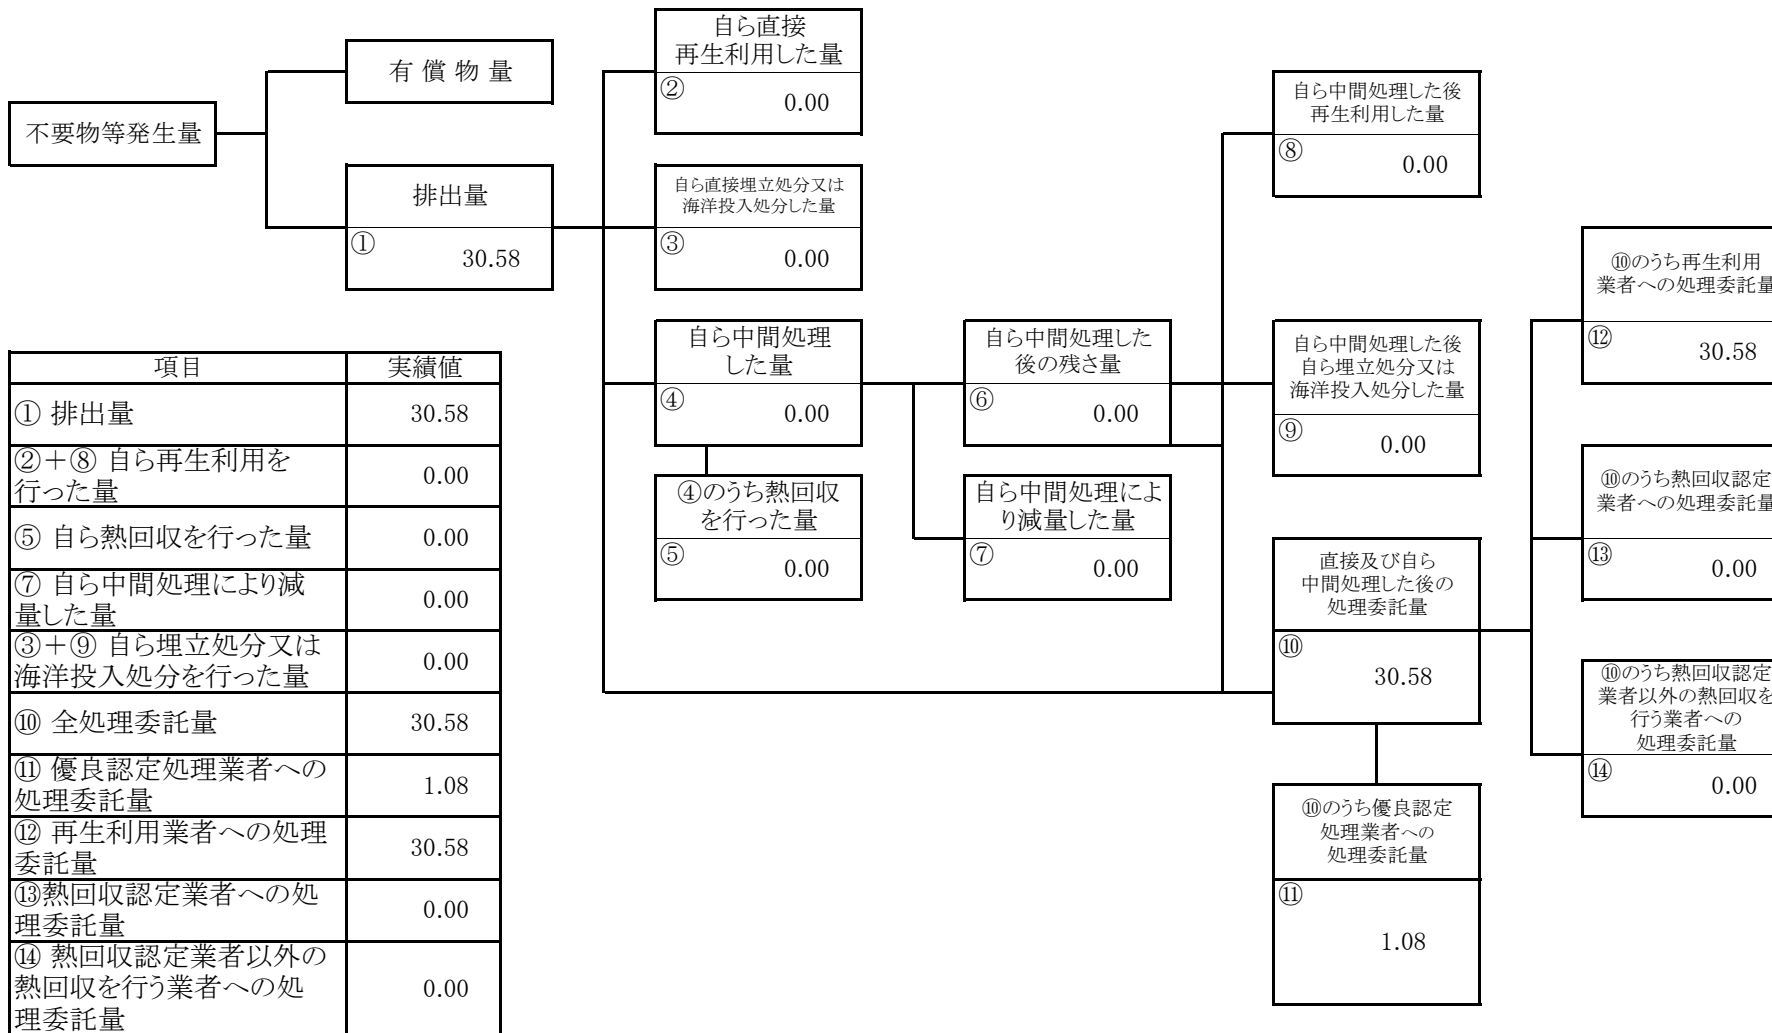 不要物等発生量
有 償 物 量
排出量
①
30.58
自ら直接
再生利用した量
②
0.00
自ら直接埋立処分又は
海洋投入処分した量
③
0.00
自ら中間処理
した量
④
0.00
④のうち熱回収
を行った量
⑤
0.00
自ら中間処理した
後の残さ量
⑥
0.00
自ら中間処理によ
り減量した量
⑦
0.00
自ら中間処理した後
再生利用した量
⑧
0.00
自ら中間処理した後
自ら埋立処分又は
海洋投入処分した量
⑨
0.00
直接及び自ら
中間処理した後の
処理委託量
⑩
30.58
⑩のうち優良認定
処理業者への
処理委託量
⑪
1.08
⑩のうち再生利用
業者への処理委託量
⑫
30.58
⑩のうち熱回収認定
業者への処理委託量
⑬
0.00
⑩のうち熱回収認定
業者以外の熱回収を
行う業者への
処理委託量
⑭
0.00
項目 実績値
① 排出量 30.58
②＋⑧ 自ら再生利用を
行った量 0.00
⑤ 自ら熱回収を行った量 0.00
⑦ 自ら中間処理により減
量した量 0.00
③＋⑨ 自ら埋立処分又は
海洋投入処分を行った量 0.00
⑩ 全処理委託量 30.58
⑪ 優良認定処理業者への
処理委託量 1.08
⑫ 再生利用業者への処理
委託量 30.58
⑬熱回収認定業者への処
理委託量 0.00
⑭ 熱回収認定業者以外の
熱回収を行う業者への処
理委託量 0.00